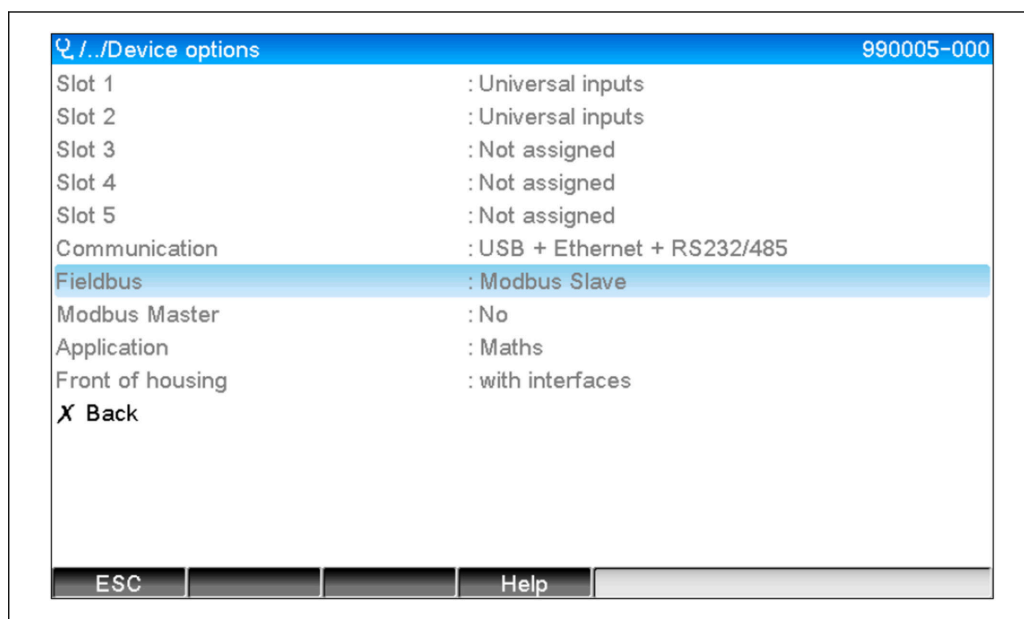 /../Device options 990005-000
Slot 1 : Universal inputs
Slot 2 : Universal inputs
Slot 3 : Not assigned
Slot 4 : Not assigned
Slot 5 : Not assigned
Communication : USB + Ethernet + RS232/485
Fieldbus : Modbus Slave
Modbus Master : No
Application : Maths
Front of housing : with interfaces
X Back
ESC Help